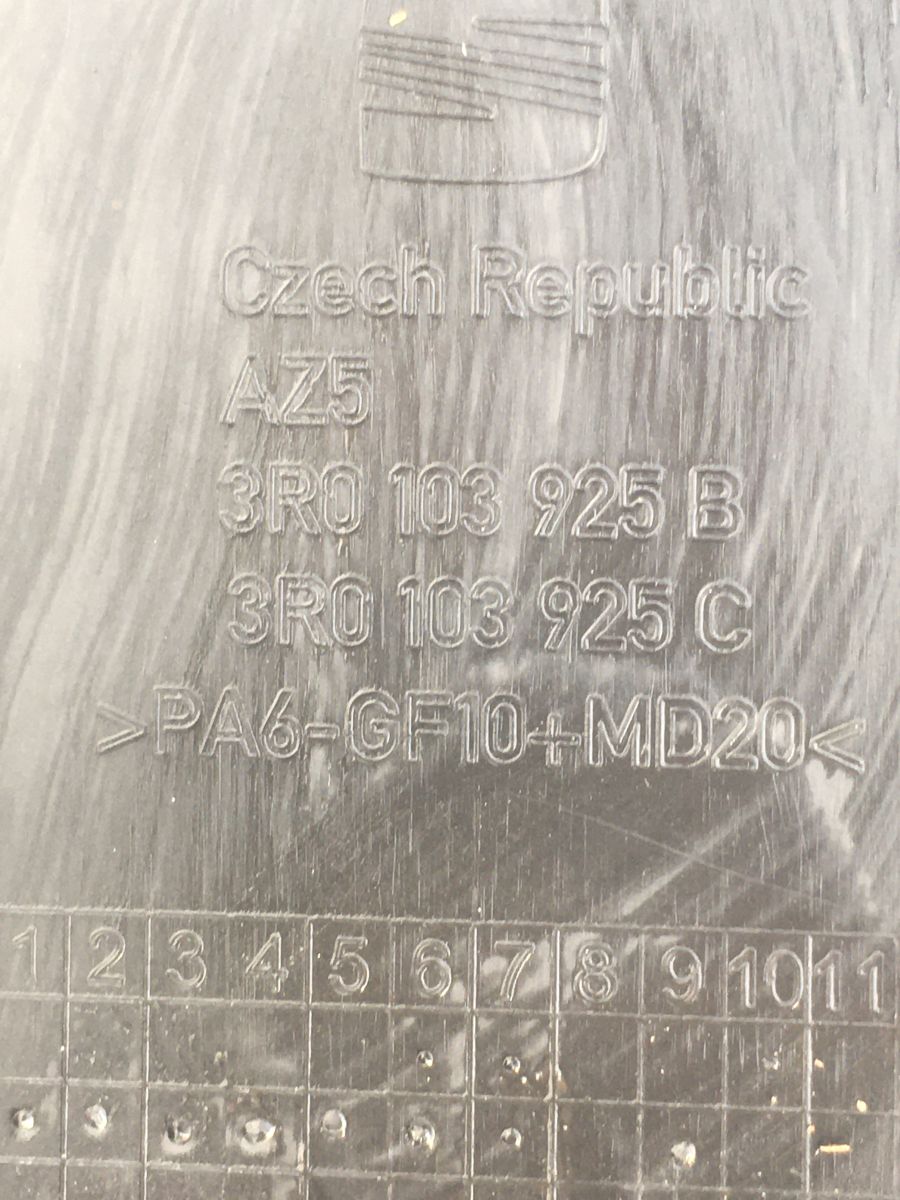 Czech Republic
AZ5
3R0 103 925 B
3R0 103 925 C
>PA6-GF10+MD20<
1 2 3 4 5 6 7 8 9 10 11